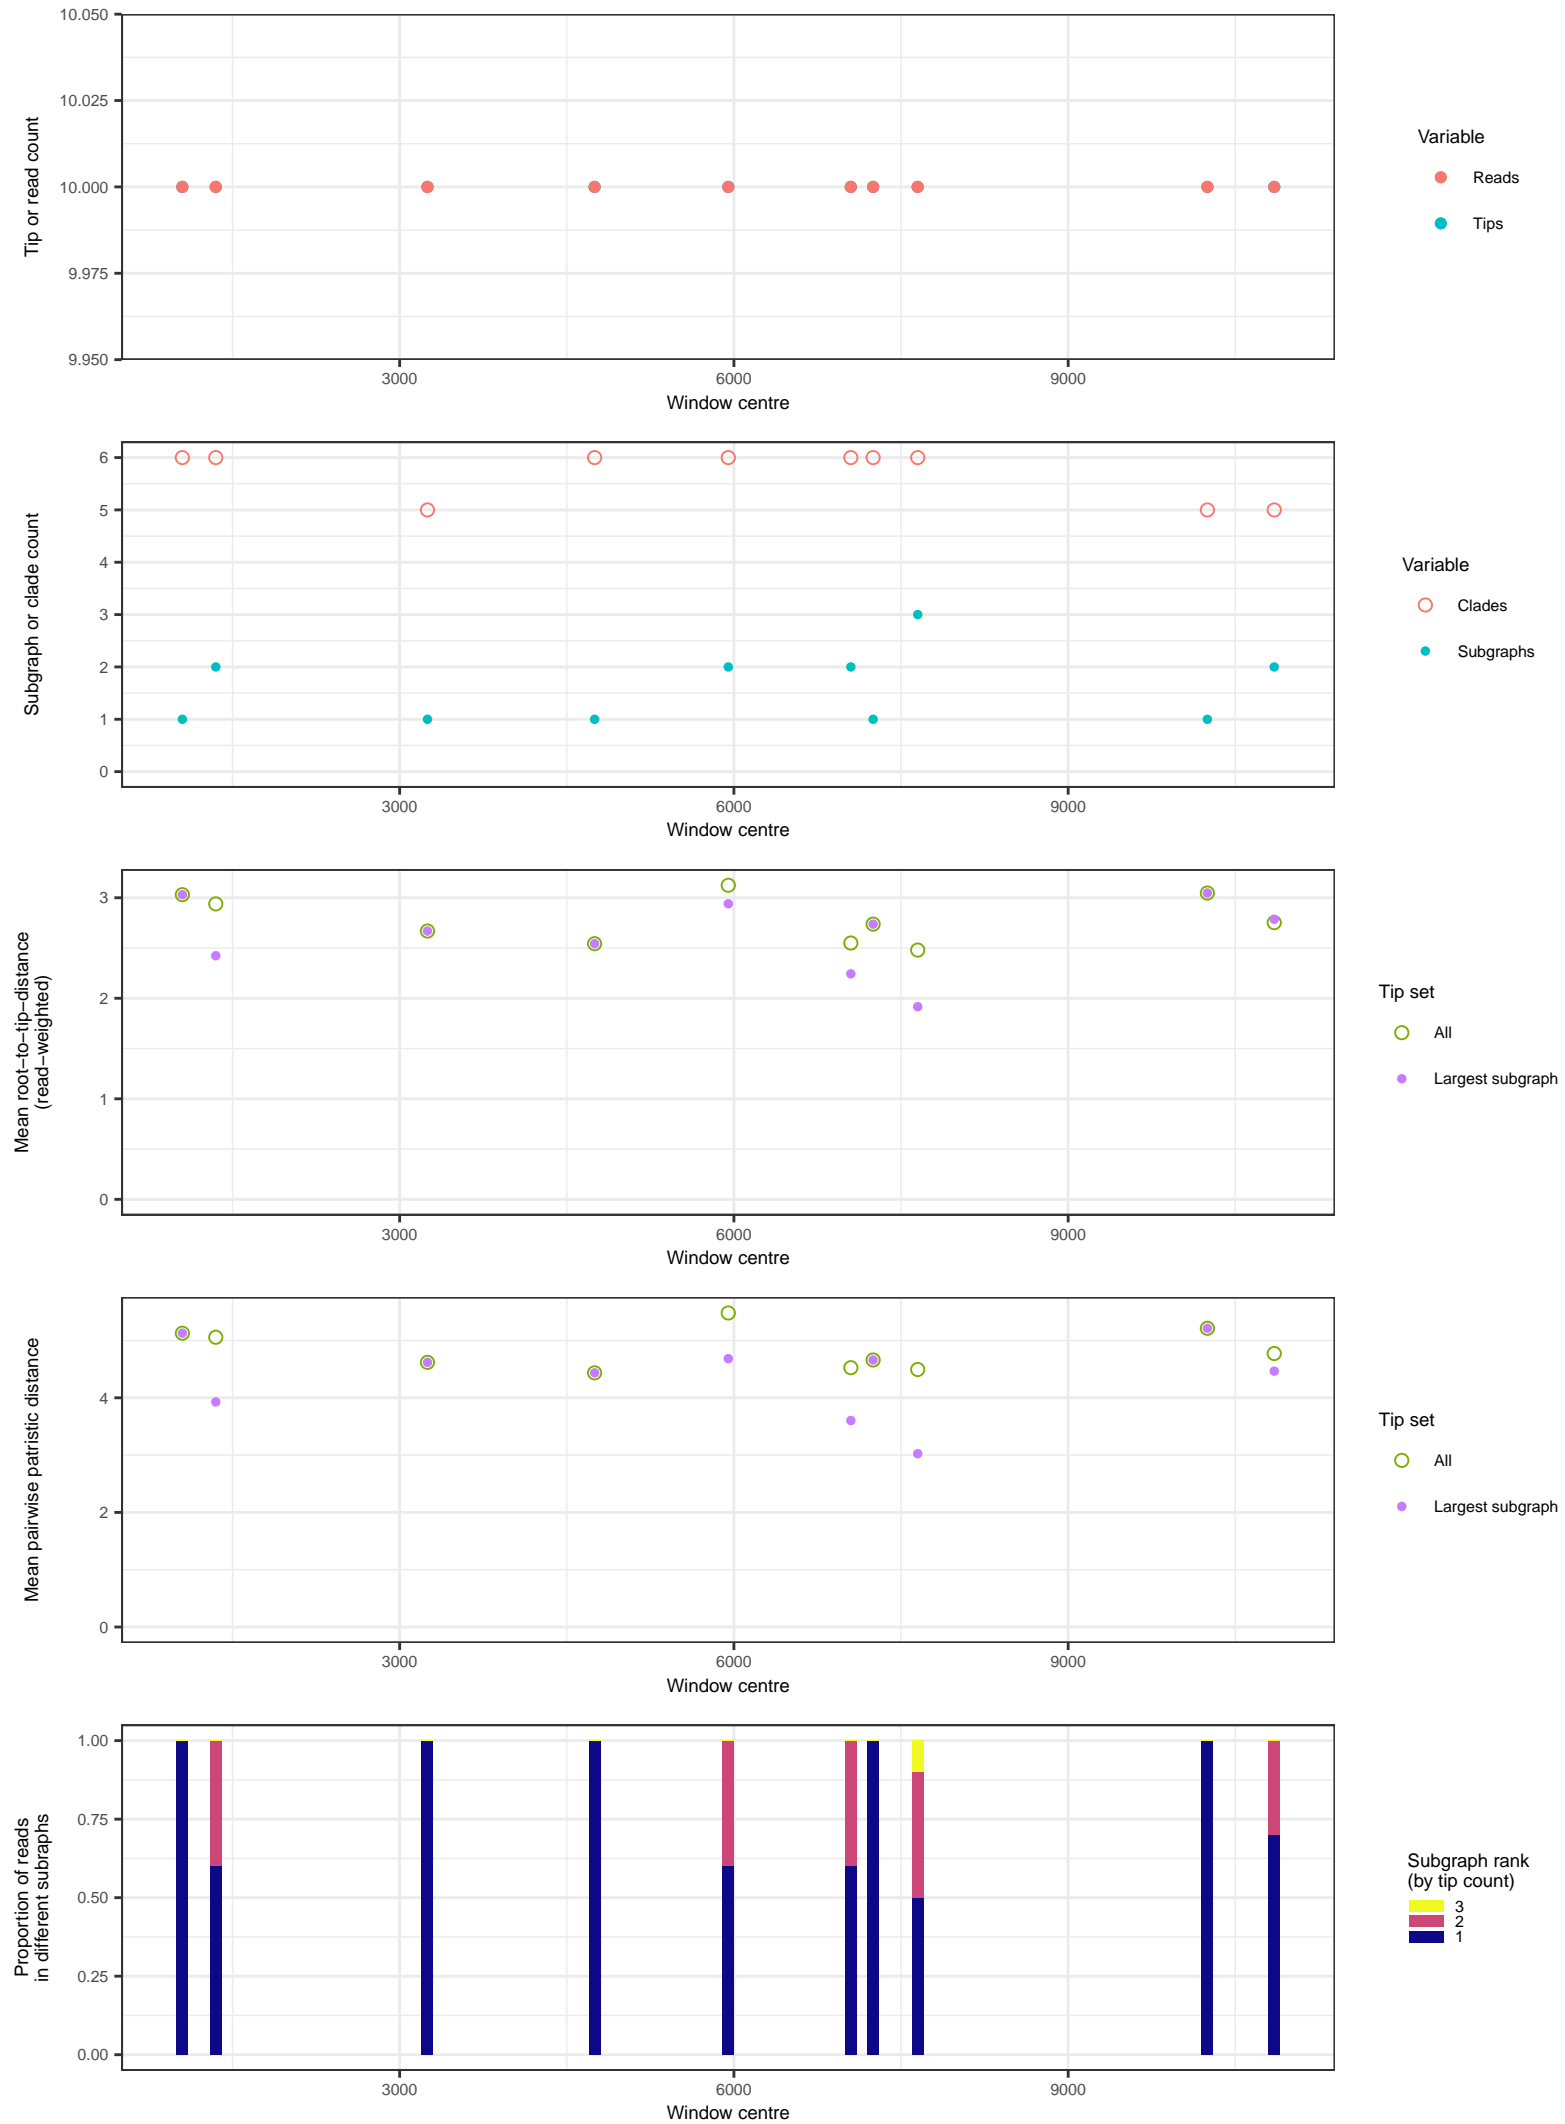 10.050
10.025
10.000
9.975
9.950
Tip or read count
3000
6000
9000
Window centre
Variable
Reads
Tips
6
5
4
3
2
1
0
Subgraph or clade count
3000
6000
9000
Window centre
Variable
Clades
Subgraphs
3
2
1
0
Mean root−to−tip−distance
(read−weighted)
3000
6000
9000
Window centre
Tip set
All
Largest subgraph
4
2
0
Mean pairwise patristic distance
3000
6000
9000
Window centre
Tip set
All
Largest subgraph
1.00
0.75
0.50
0.25
0.00
Proportion of reads
in different subraphs
3000
6000
9000
Window centre
Subgraph rank
(by tip count)
3
2
1